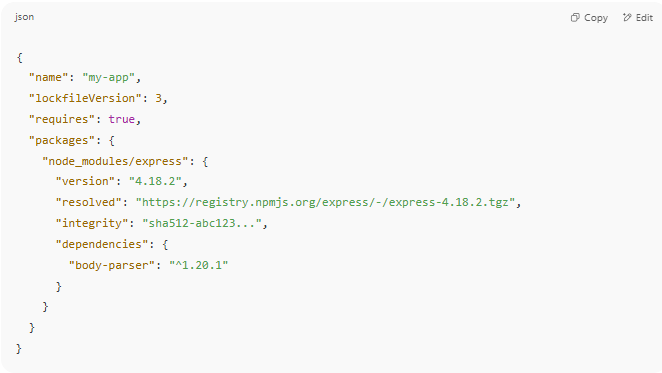 json
Copy
Edit
{
  "name": "my-app",
  "lockfileVersion": 3,
  "requires": true,
  "packages": {
    "node_modules/express": {
      "version": "4.18.2",
      "resolved": "https://registry.npmjs.org/express/-/express-4.18.2.tgz",
      "integrity": "sha512-abc123...",
      "dependencies": {
        "body-parser": "^1.20.1"
      }
    }
  }
}